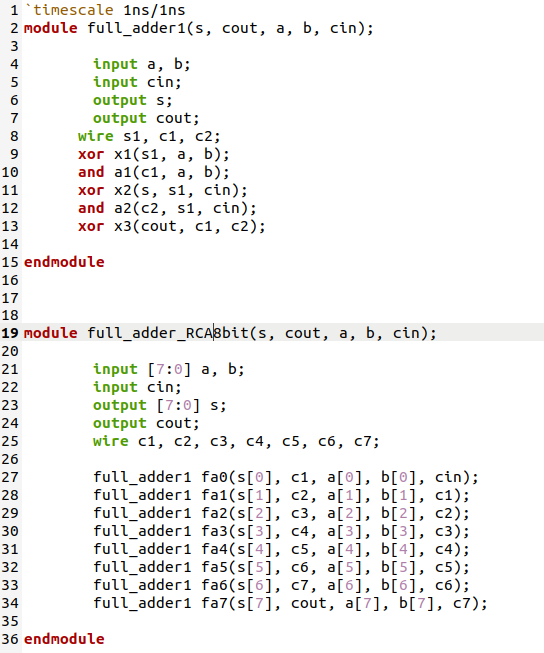 1 `timescale 1ns/1ns
2 module full_adder1(s, cout, a, b, cin);
3
4 input a, b;
5 input cin;
6 output s;
7 output cout;
8 wire s1, c1, c2;
9 xor x1(s1, a, b);
10 and a1(c1, a, b);
11 xor x2(s, s1, cin);
12 and a2(c2, s1, cin);
13 xor x3(cout, c1, c2);
14
15 endmodule
16
17
18
19 module full_adder_RCA8bit(s, cout, a, b, cin);
20
21 input [7:0] a, b;
22 input cin;
23 output [7:0] s;
24 output cout;
25 wire c1, c2, c3, c4, c5, c6, c7;
26
27 full_adder1 fa0(s[0], c1, a[0], b[0], cin);
28 full_adder1 fa1(s[1], c2, a[1], b[1], c1);
29 full_adder1 fa2(s[2], c3, a[2], b[2], c2);
30 full_adder1 fa3(s[3], c4, a[3], b[3], c3);
31 full_adder1 fa4(s[4], c5, a[4], b[4], c4);
32 full_adder1 fa5(s[5], c6, a[5], b[5], c5);
33 full_adder1 fa6(s[6], c7, a[6], b[6], c6);
34 full_adder1 fa7(s[7], cout, a[7], b[7], c7);
35
36 endmodule